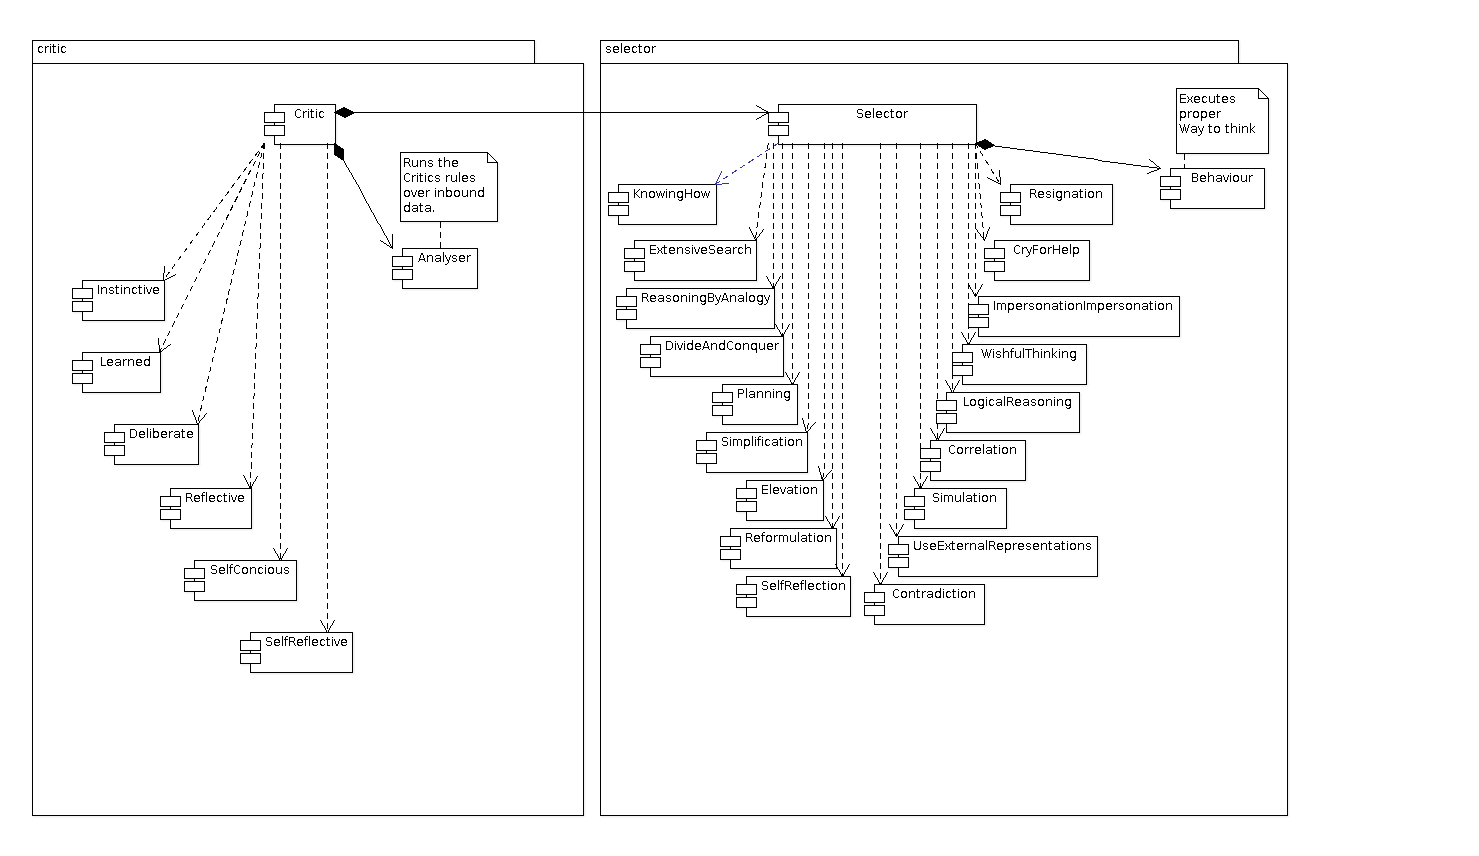 critic
Critic
Runs the
Critics rules
over inbound
data.
Analyser
Instinctive
Learned
Deliberate
Reflective
SelfConcious
SelfReflective
selector
Selector
Executes
proper
Way to think
Behaviour
KnowingHow
ExtensiveSearch
ReasoningByAnalogy
DivideAndConquer
Planning
Simplification
Elevation
Reformulation
SelfReflection
Resignation
CryForHelp
ImpersonationImpersonation
WishfulThinking
LogicalReasoning
Correlation
Simulation
UseExternalRepresentations
Contradiction